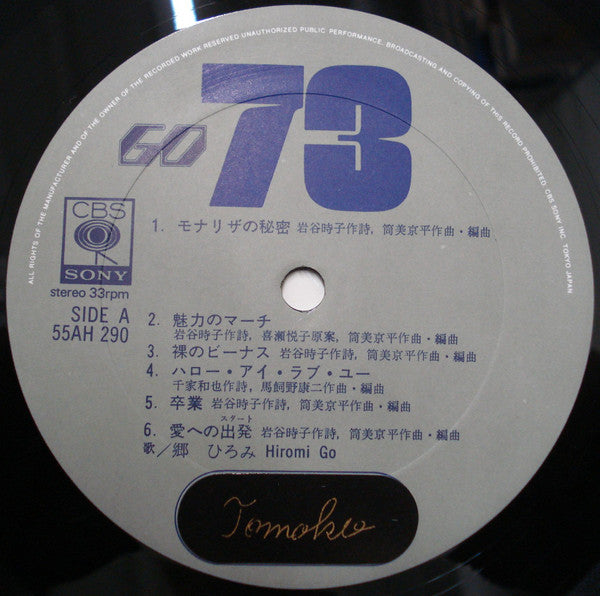 ALL RIGHTS OF THE MANUFACTURER AND OF THE OWNER OF THE RECORDED WORK RESERVED UNAUTHORIZED PUBLIC PERFORMANCE, BROADCASTING AND COPYING OF THIS RECORD PROHIBITED CBS SONY INC. TOKYO JAPAN
GO 73
CBS
SONY
stereo 33rpm
SIDE A
55AH 290
1. モナリザの秘密 岩谷時子作詩, 筒美京平作曲・編曲
2. 魅力のマーチ
岩谷時子作詩, 喜瀬悦子原案, 筒美京平作曲・編曲
3. 裸のビーナス 岩谷時子作詩, 筒美京平作曲・編曲
4. ハロー・アイ・ラブ・ユー
千家和也作詩, 馬飼野康二作曲・編曲
5. 卒業 岩谷時子作詩, 筒美京平作曲・編曲
スタート
6. 愛への出発 岩谷時子作詩, 筒美京平作曲・編曲
歌／郷 ひろみ Hiromi Go
Tomoko